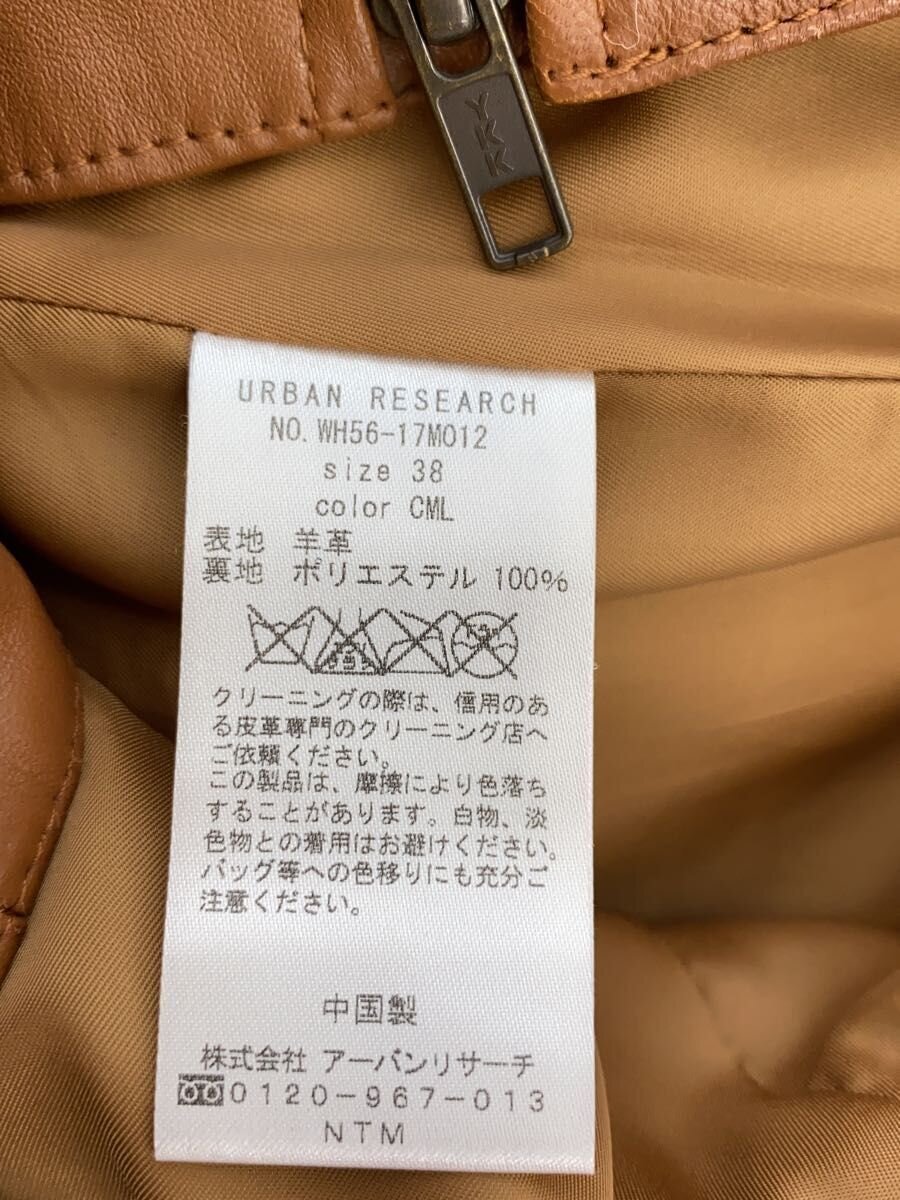 YKK
URBAN RESEARCH
NO. WH56-17M012
size 38
color CML
表地 羊革
裏地 ポリエステル 100%
クリーニングの際は、信用のあ
る皮革専門のクリーニング店へ
ご依頼ください。
この製品は、摩擦により色落ち
することがあります。白物、淡
色物との着用はお避けください。
バッグ等への色移りにも充分ご
注意ください。
中国製
株式会社 アーバンリサーチ
0120-967-013
NTM